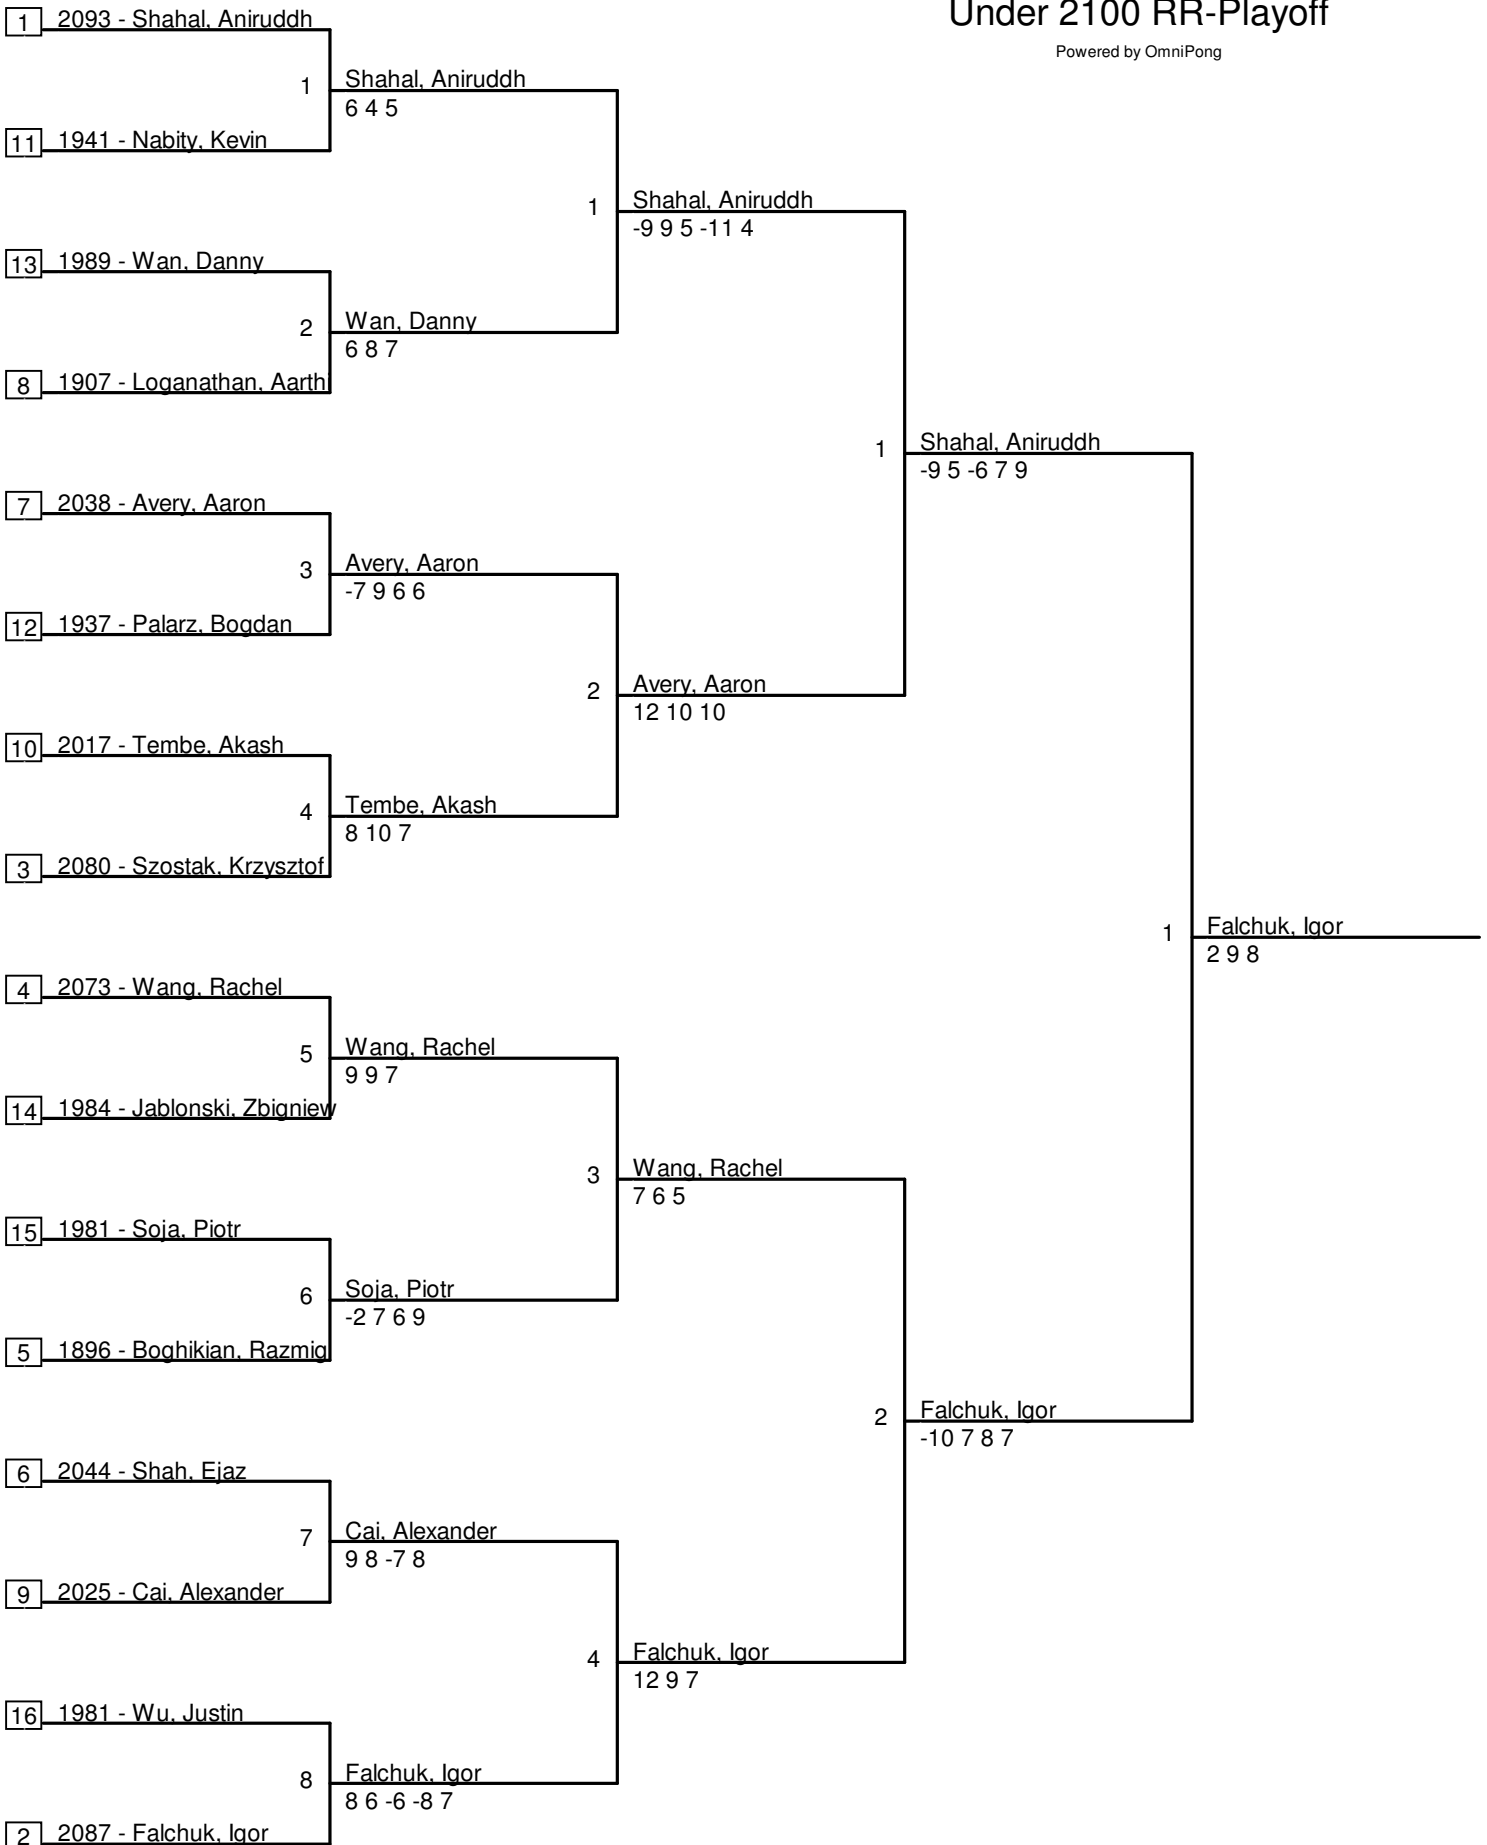 Under 2100 RR-Playoff
Powered by OmniPong
1 2093 - Shahal, Aniruddh
1 Shahal, Aniruddh
6 4 5
11 1941 - Nabity, Kevin
1 Shahal, Aniruddh
-9 9 5 -11 4
13 1989 - Wan, Danny
2 Wan, Danny
6 8 7
8 1907 - Loganathan, Aarthi
1 Shahal, Aniruddh
-9 5 -6 7 9
7 2038 - Avery, Aaron
3 Avery, Aaron
-7 9 6 6
12 1937 - Palarz, Bogdan
2 Avery, Aaron
12 10 10
10 2017 - Tembe, Akash
4 Tembe, Akash
8 10 7
3 2080 - Szostak, Krzysztof
1 Falchuk, Igor
2 9 8
4 2073 - Wang, Rachel
5 Wang, Rachel
9 9 7
14 1984 - Jablonski, Zbigniew
3 Wang, Rachel
7 6 5
15 1981 - Soja, Piotr
6 Soja, Piotr
-2 7 6 9
5 1896 - Boghikian, Razmig
2 Falchuk, Igor
-10 7 8 7
6 2044 - Shah, Ejaz
7 Cai, Alexander
9 8 -7 8
9 2025 - Cai, Alexander
4 Falchuk, Igor
12 9 7
16 1981 - Wu, Justin
8 Falchuk, Igor
8 6 -6 -8 7
2 2087 - Falchuk, Igor